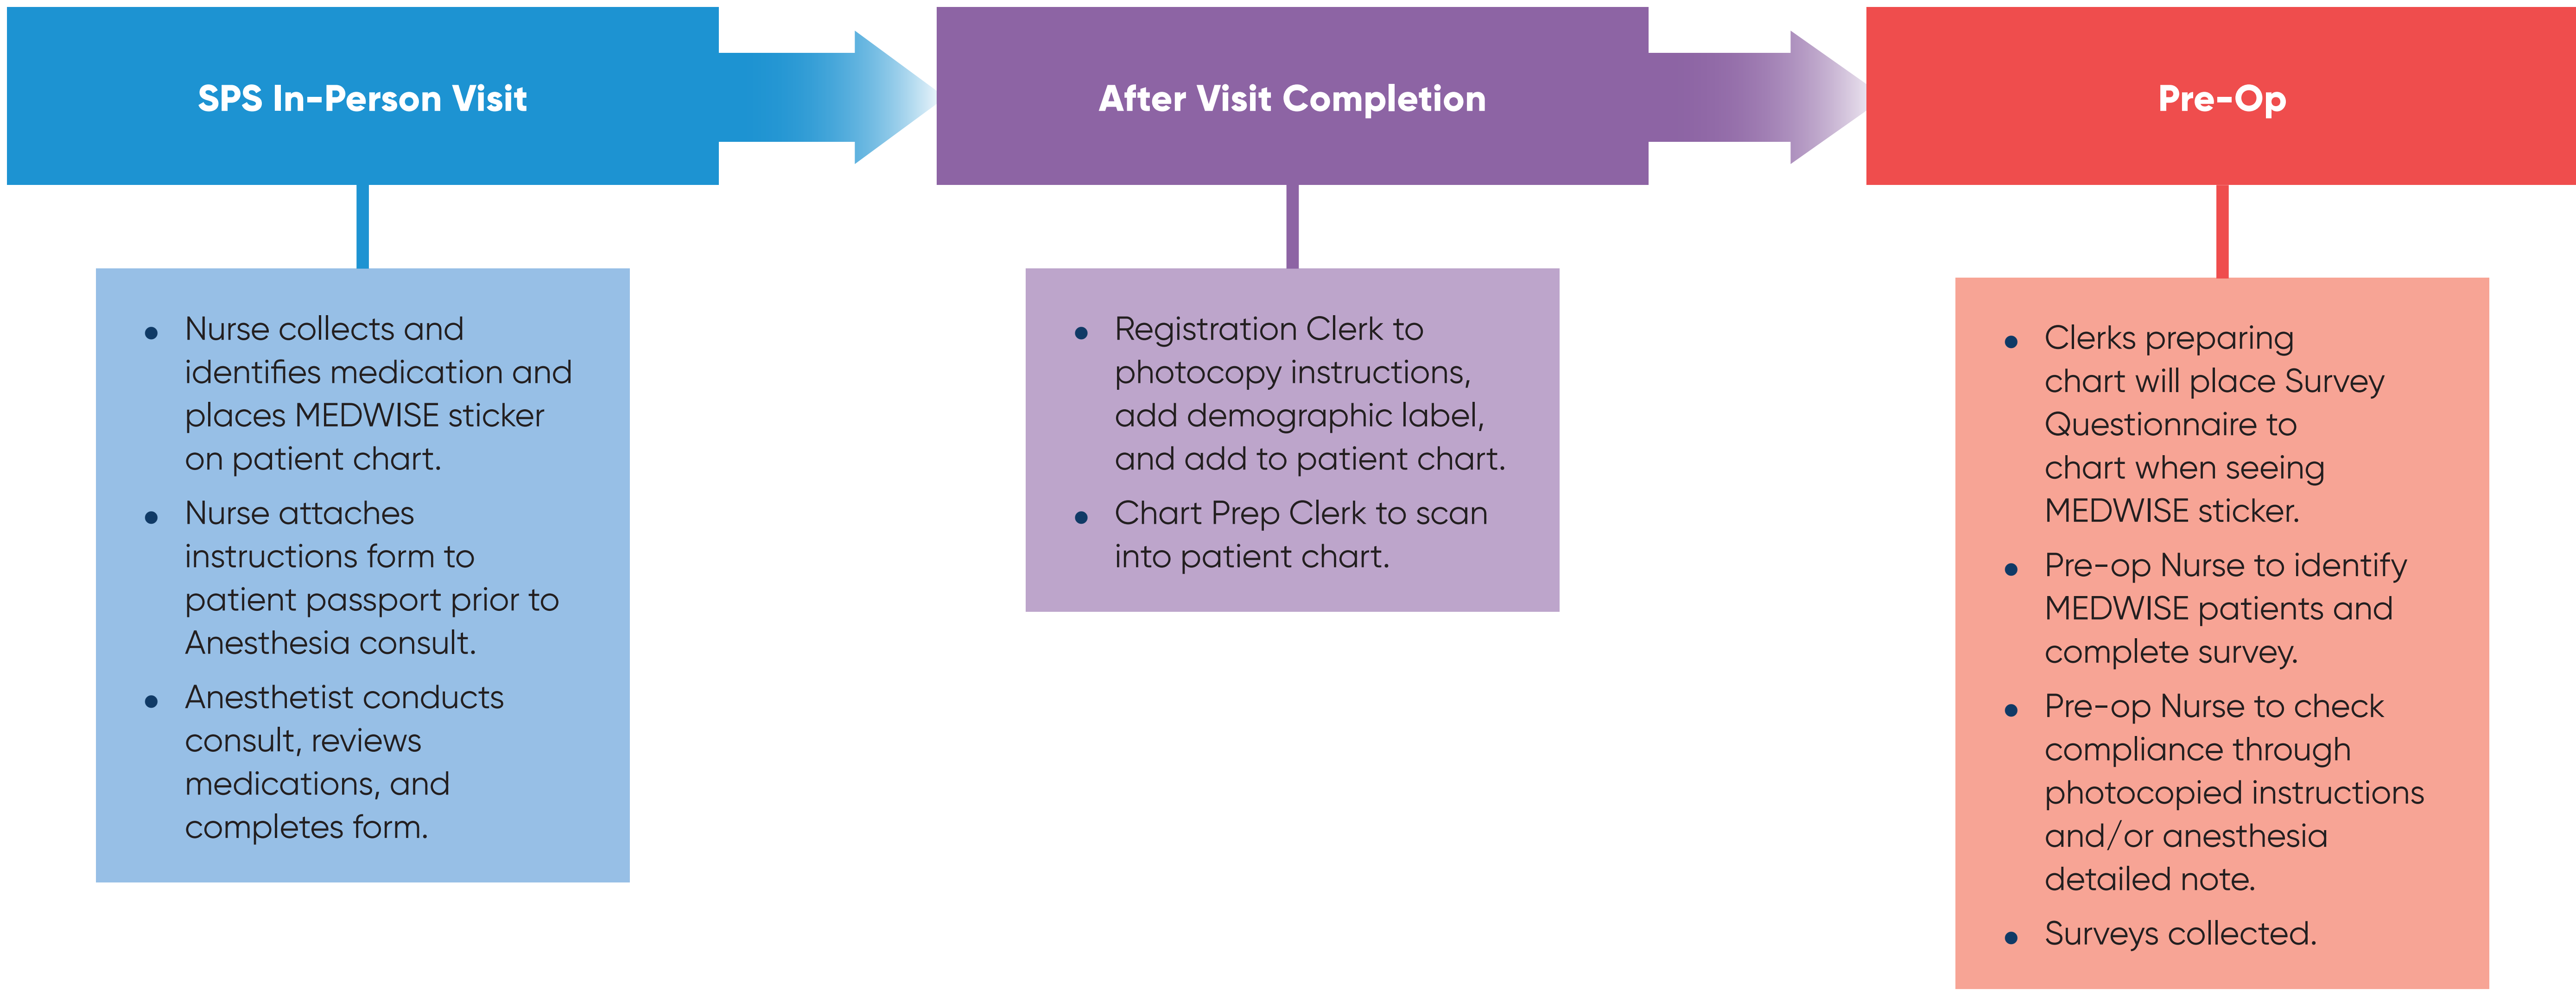 SPS In-Person Visit
After Visit Completion
Pre-Op
• Nurse collects and
identifies medication and
places MEDWISE sticker
on patient chart.
• Nurse attaches
instructions form to
patient passport prior to
Anesthesia consult.
• Anesthetist conducts
consult, reviews
medications, and
completes form.
• Registration Clerk to
photocopy instructions,
add demographic label,
and add to patient chart.
• Chart Prep Clerk to scan
into patient chart.
• Clerks preparing
chart will place Survey
Questionnaire to
chart when seeing
MEDWISE sticker.
• Pre-op Nurse to identify
MEDWISE patients and
complete survey.
• Pre-op Nurse to check
compliance through
photocopied instructions
and/or anesthesia
detailed note.
• Surveys collected.